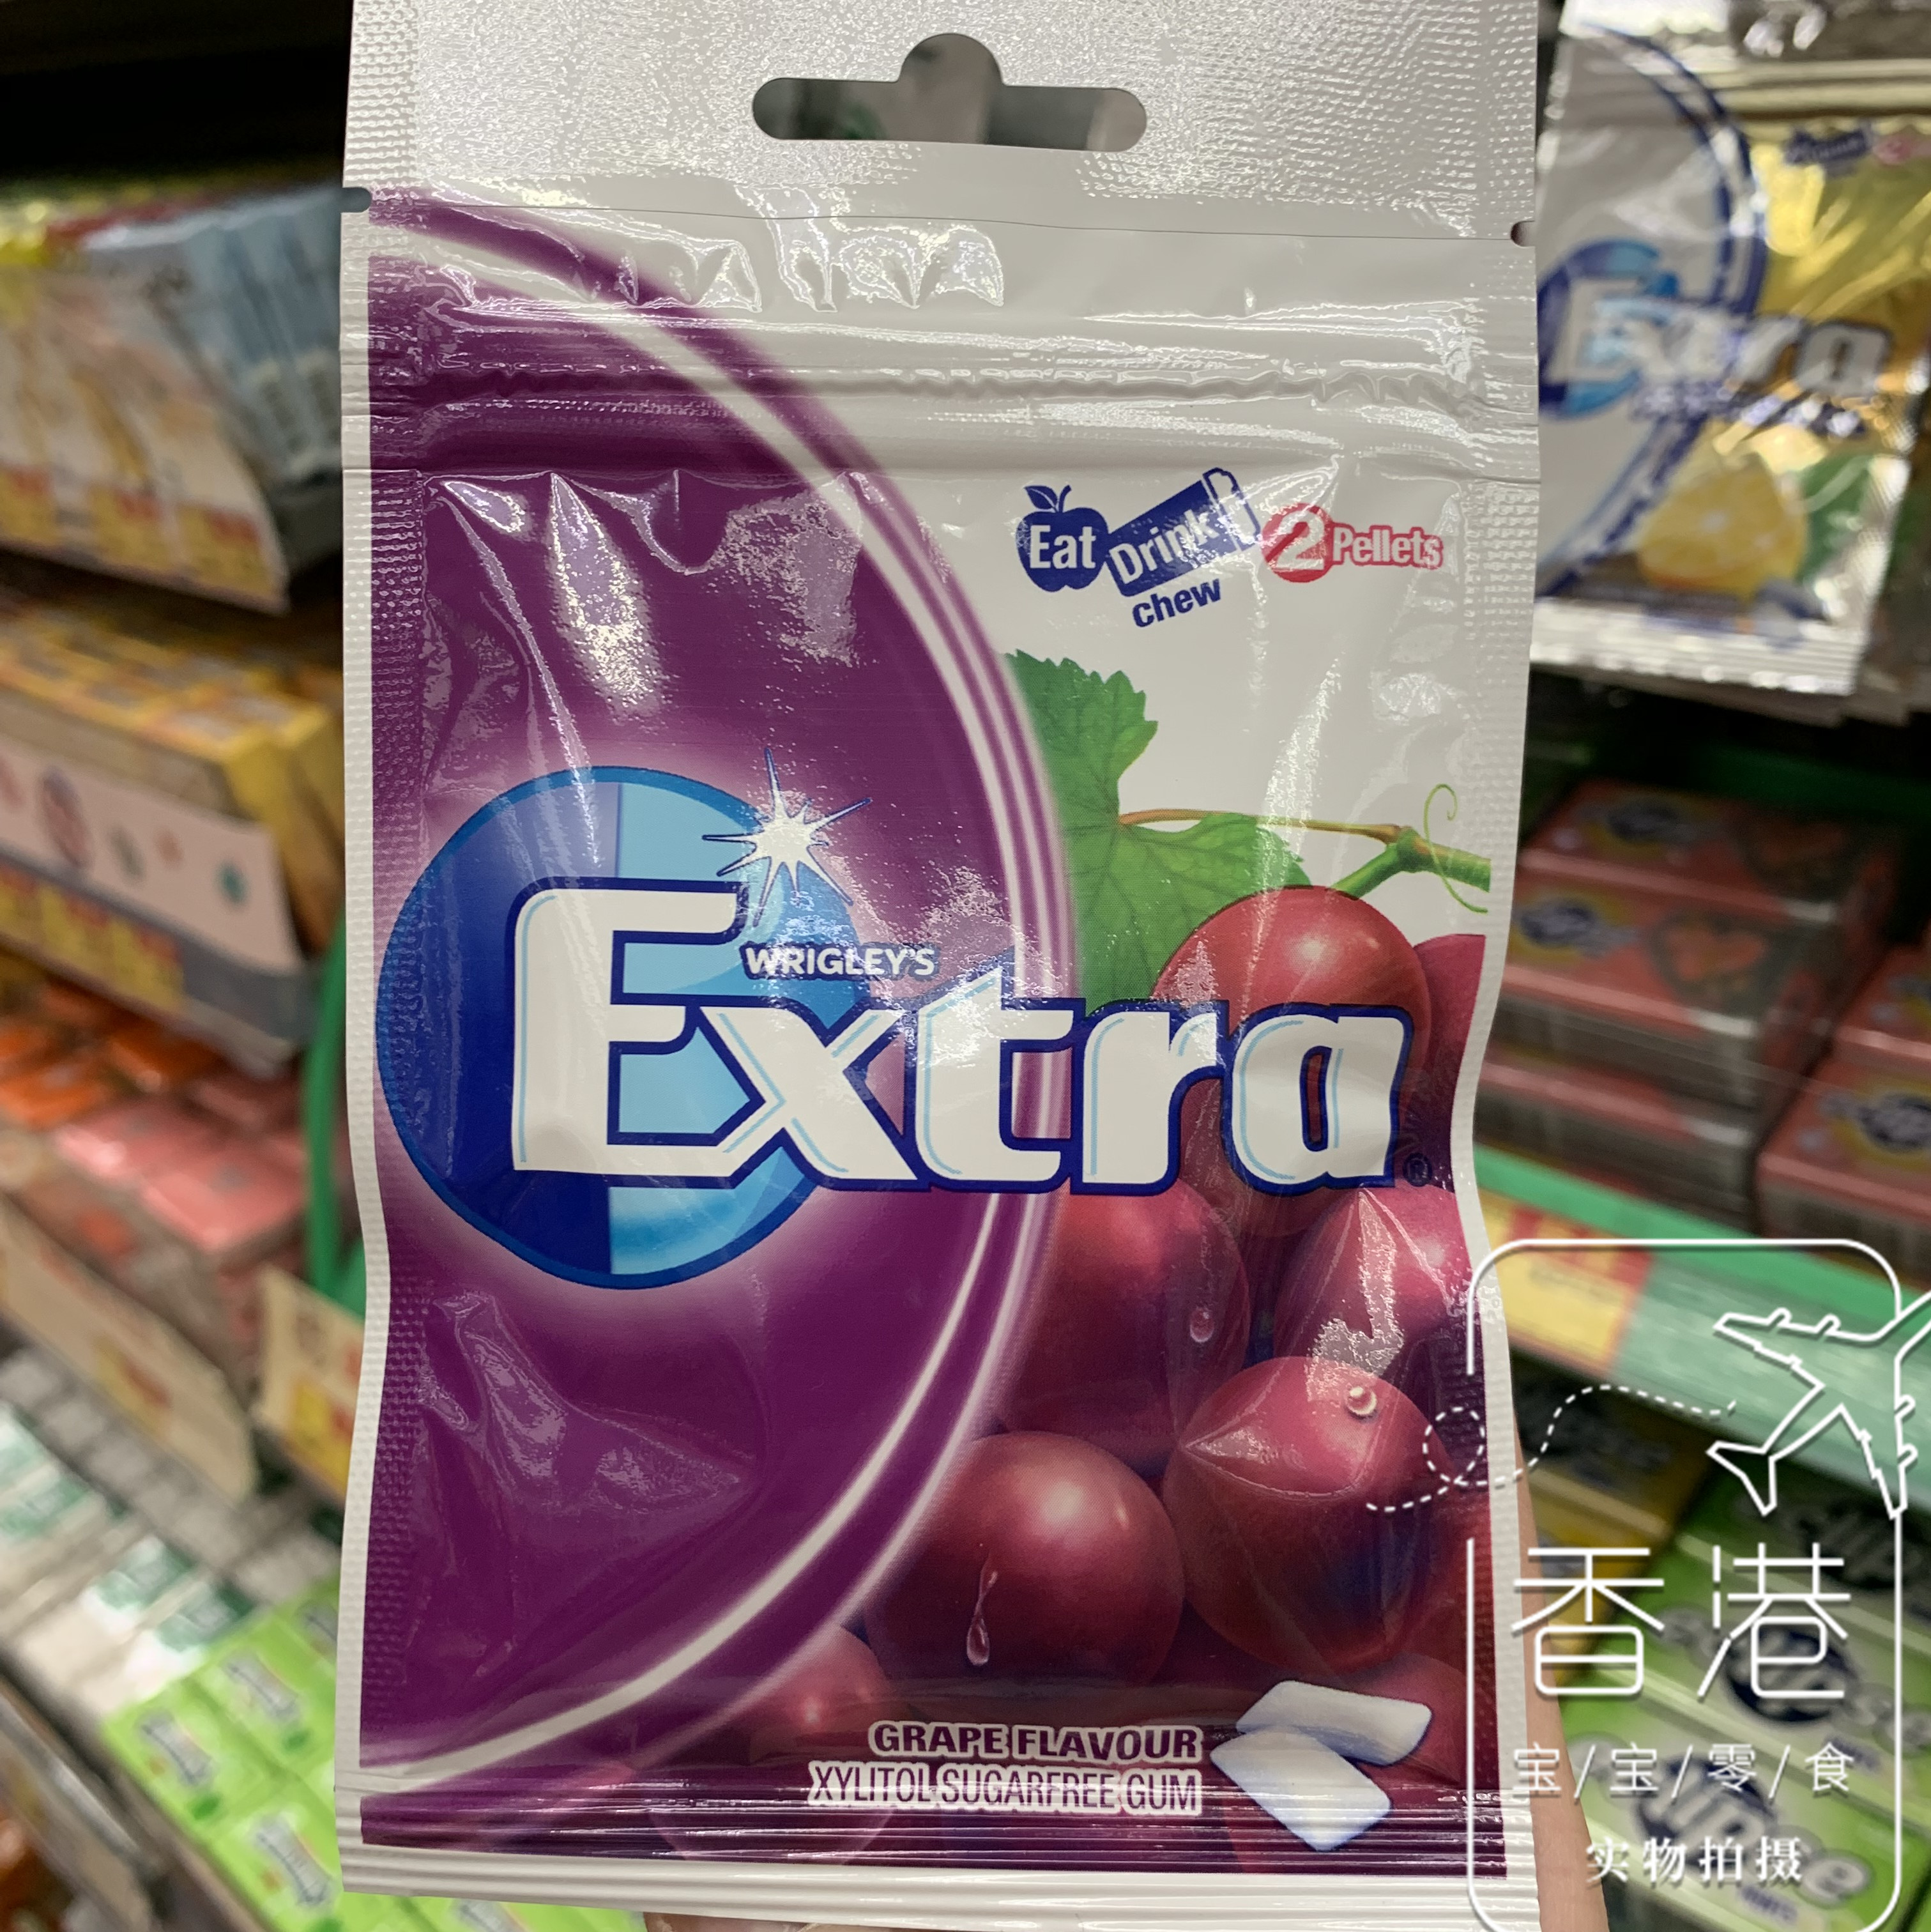 Eat Drink 2 Pellets
chew
WRIGLEY'S
Extra®
GRAPE FLAVOUR
XYLITOL SUGARFREE GUM
Extra
香港
宝/宝/零/食
实物拍摄